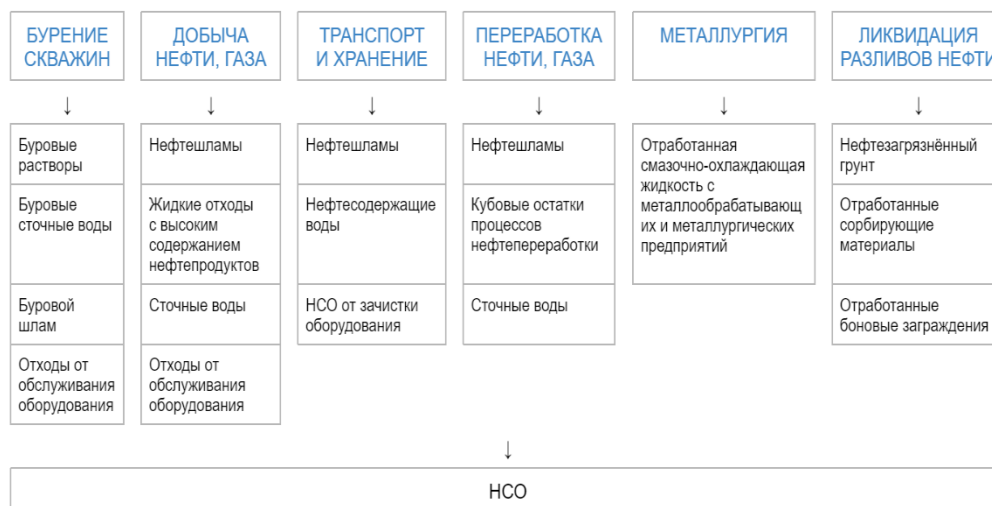 БУРЕНИЕ
СКВАЖИН
ДОБЫЧА
НЕФТИ, ГАЗА
ТРАНСПОРТ
И ХРАНЕНИЕ
ПЕРЕРАБОТКА
НЕФТИ, ГАЗА
МЕТАЛЛУРГИЯ
ЛИКВИДАЦИЯ
РАЗЛИВОВ НЕФТИ
↓ ↓ ↓ ↓ ↓ ↓
Буровые
растворы
Буровые
сточные воды
Буровой
шлам
Отходы от
обслуживания
оборудования
Нефтешламы
Жидкие отходы
с высоким
содержанием
нефтепродуктов
Сточные воды
Отходы от
обслуживания
оборудования
Нефтешламы
Нефтесодержащие
воды
НСО от зачистки
оборудования
Нефтешламы
Кубовые остатки
процессов
нефтепереработки
Сточные воды
Отработанная
смазочно-охлаждающая
жидкость с
металлообрабатывающ
их и металлургических
предприятий
Нефтезагрязнённый
грунт
Отработанные
сорбирующие
материалы
Отработанные
боновые заграждения
↓
НСО